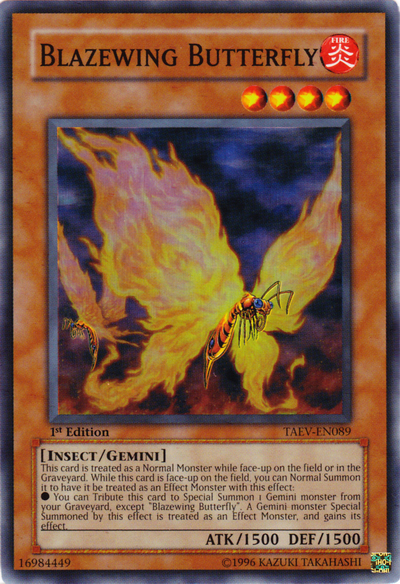 BLAZEWING BUTTERFLY
FIRE
炎
1st Edition
TAEV-EN089
[INSECT/GEMINI]
This card is treated as a Normal Monster while face-up on the field or in the
Graveyard. While this card is face-up on the field, you can Normal Summon
it to have it be treated as an Effect Monster with this effect:
● You can Tribute this card to Special Summon 1 Gemini monster from
your Graveyard, except "Blazewing Butterfly". A Gemini monster Special
Summoned by this effect is treated as an Effect Monster, and gains its
effect.
ATK/1500 DEF/1500
16984449
©1996 KAZUKI TAKAHASHI